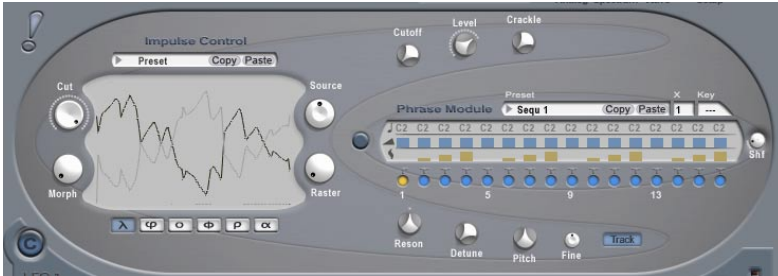 Level
Crackle
Cutoff
Impulse Control
Preset Copy Paste
Cut
Source
Morph
Raster
λ φ ο Φ ρ α
Preset X Key
Phrase Module Sequ 1 Copy Paste 1 ---
C2 C2 C2 C2 C2 C2 C2 C2 C2 C2 C2 C2 C2 C2 C2 C2
Shf
1 5 9 13
Reson
Detune
Pitch
Fine
Track
C